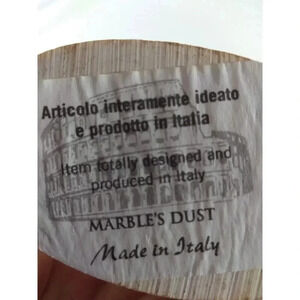 Articolo interamente ideato
e prodotto in Italia
Item totally designed and
produced in Italy
MARBLE'S DUST
Made in Italy